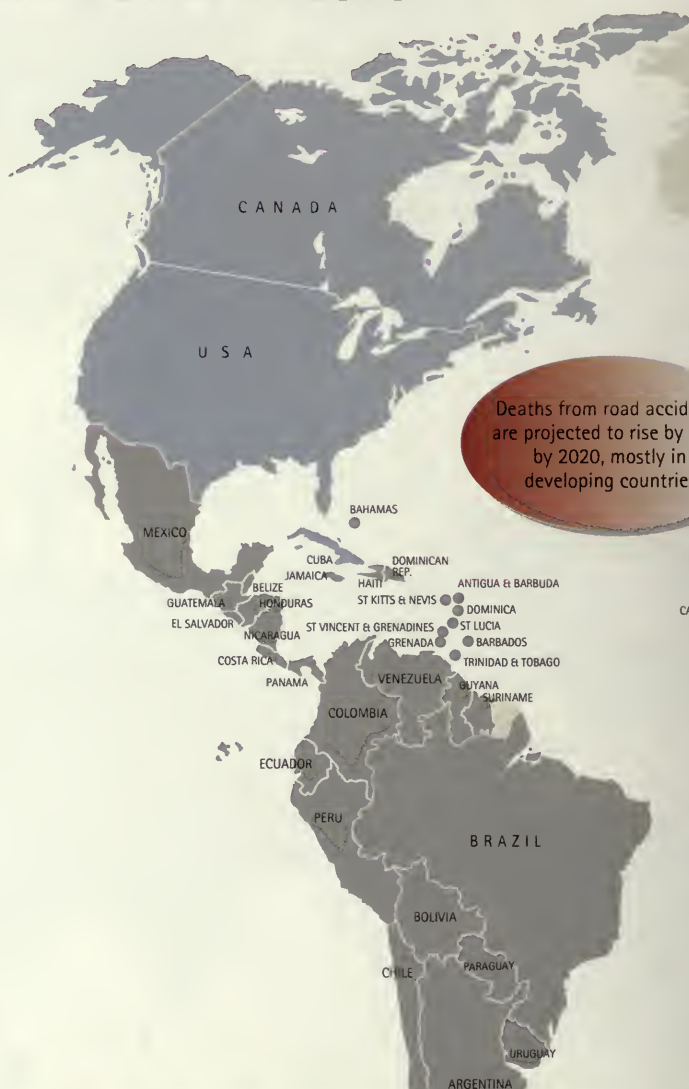 CANADA
USA
Deaths from road accid
are projected to rise by
by 2020, mostly in
developing countrie
BAHAMAS
MEXICO
CUBA
DOMINICAN
REP.
JAMAICA
HAITI
BELIZE
ANTIGUA & BARBUDA
GUATEMALA
HONDURAS
ST KITTS & NEVIS
DOMINICA
EL SALVADOR
ST VINCENT & GRENADINES
ST LUCIA
NICARAGUA
GRENADA
BARBADOS
COSTA RICA
TRINIDAD & TOBAGO
PANAMA
VENEZUELA
GUYANA
SURINAME
COLOMBIA
ECUADOR
PERU
BRAZIL
BOLIVIA
CHILE
PARAGUAY
URUGUAY
ARGENTINA